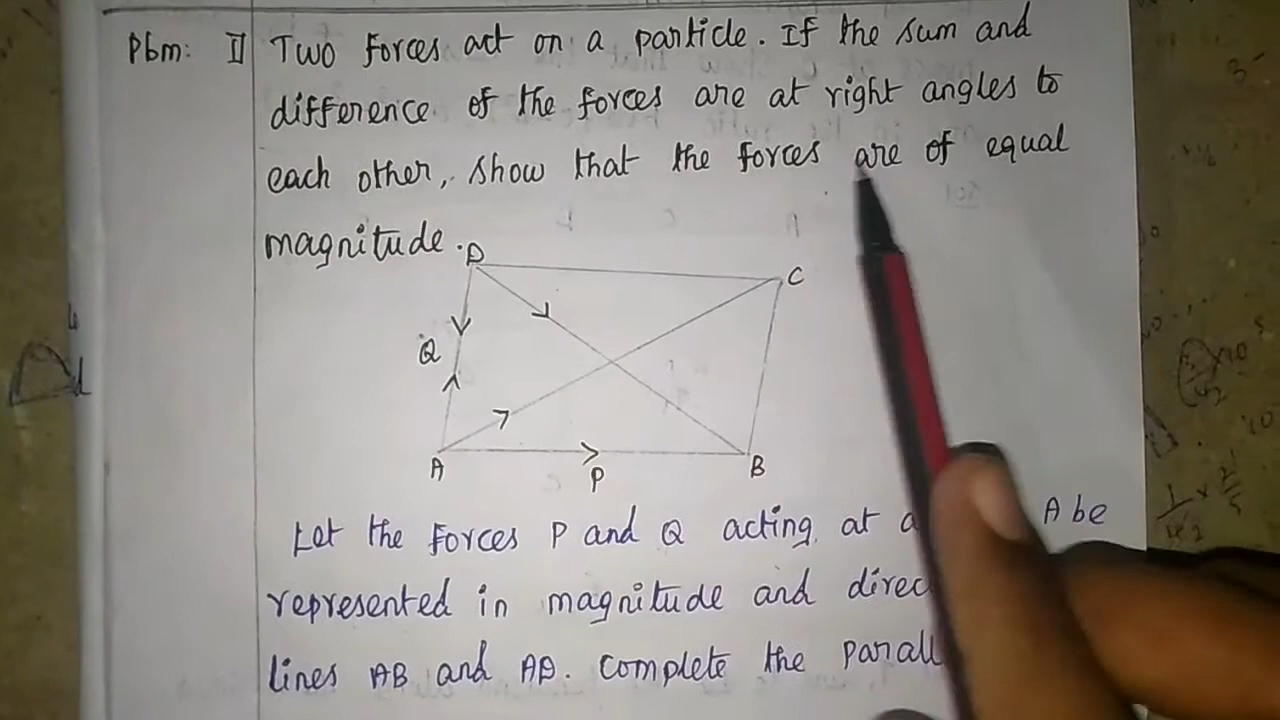 Pbm: II Two forces act on a particle. If the sum and
difference of the forces are at right angles to
each other, show that the forces are of equal
magnitude.
D
C
Q
A
P
B
Let the forces P and Q acting at a A be
represented in magnitude and direc
lines AB and AD. Complete the parall